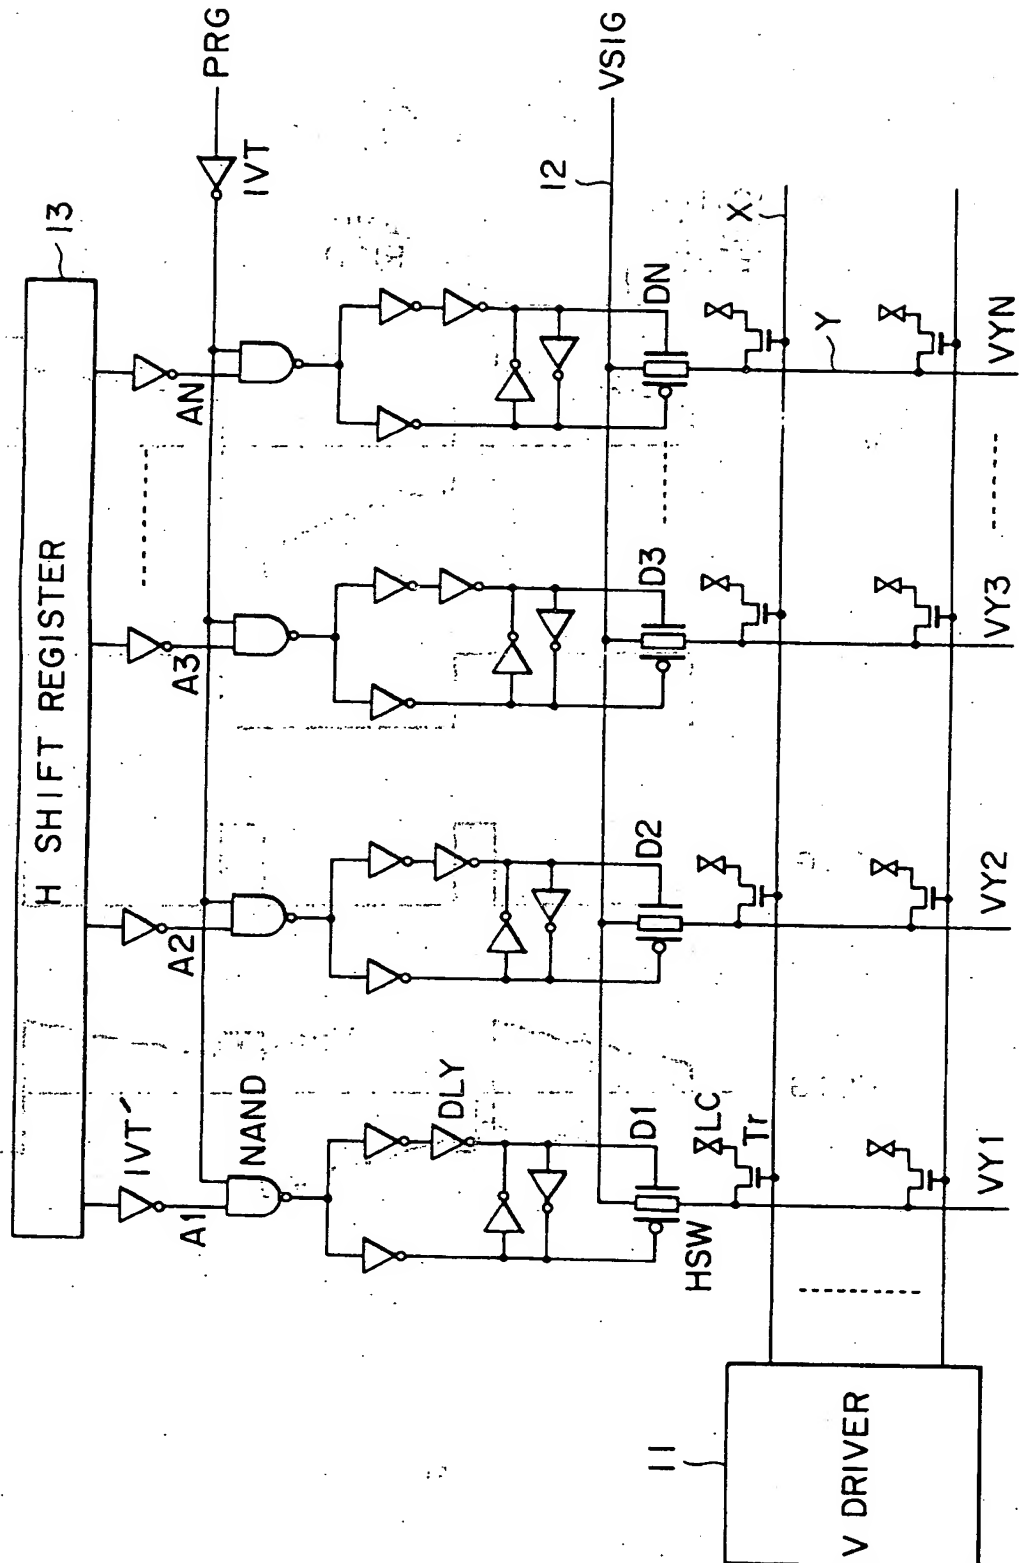 H SHIFT REGISTER
13
PRG
IVT
IVT'
A1
A2
A3
AN
NAND
DLY
12
VSIG
D1
D2
D3
DN
HSW
LC
Tr
X
Y
11
V DRIVER
VY1
VY2
VY3
VYN